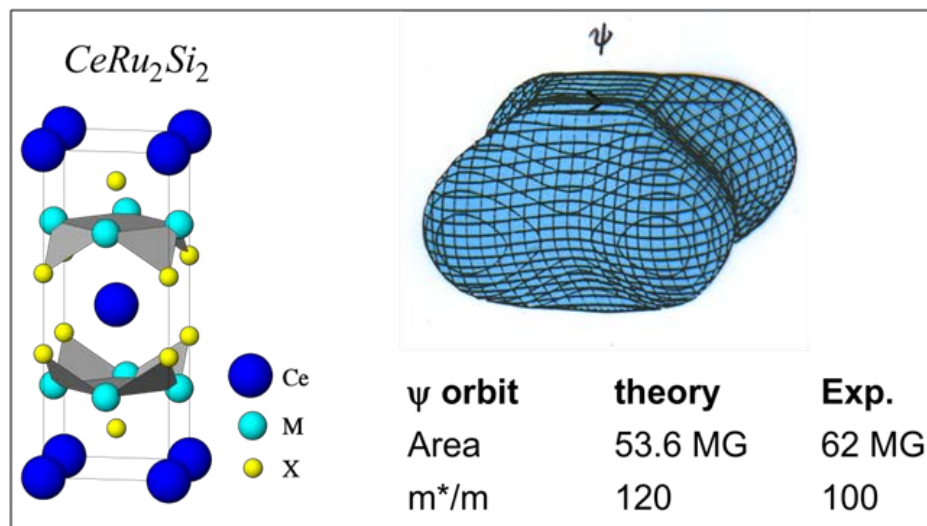 CeRu₂Si₂
ψ
Ce
M
X
ψ orbit theory Exp.
Area 53.6 MG 62 MG
m*/m 120 100